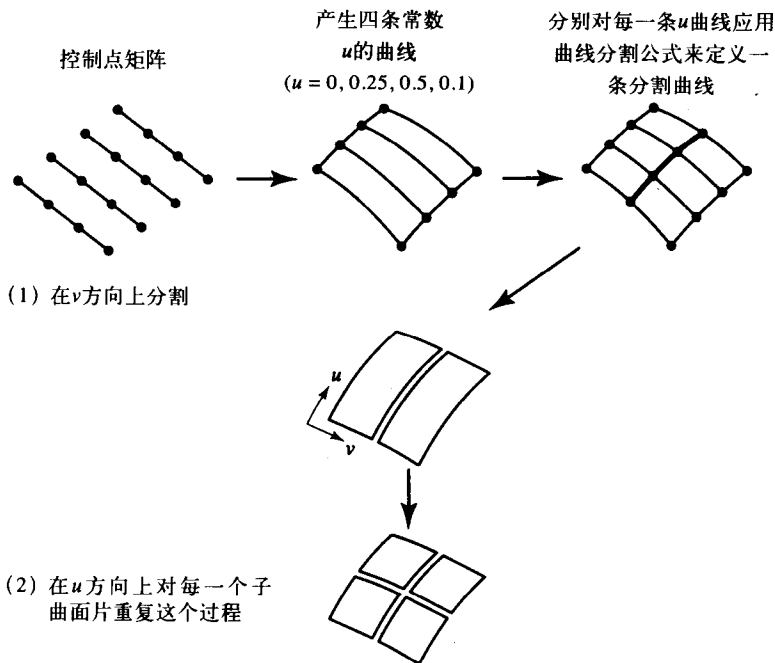 控制点矩阵
产生四条常数
u的曲线
(u = 0, 0.25, 0.5, 0.1)
分别对每一条u曲线应用
曲线分割公式来定义一
条分割曲线
(1) 在v方向上分割
u
v
(2) 在u方向上对每一个子
曲面片重复这个过程